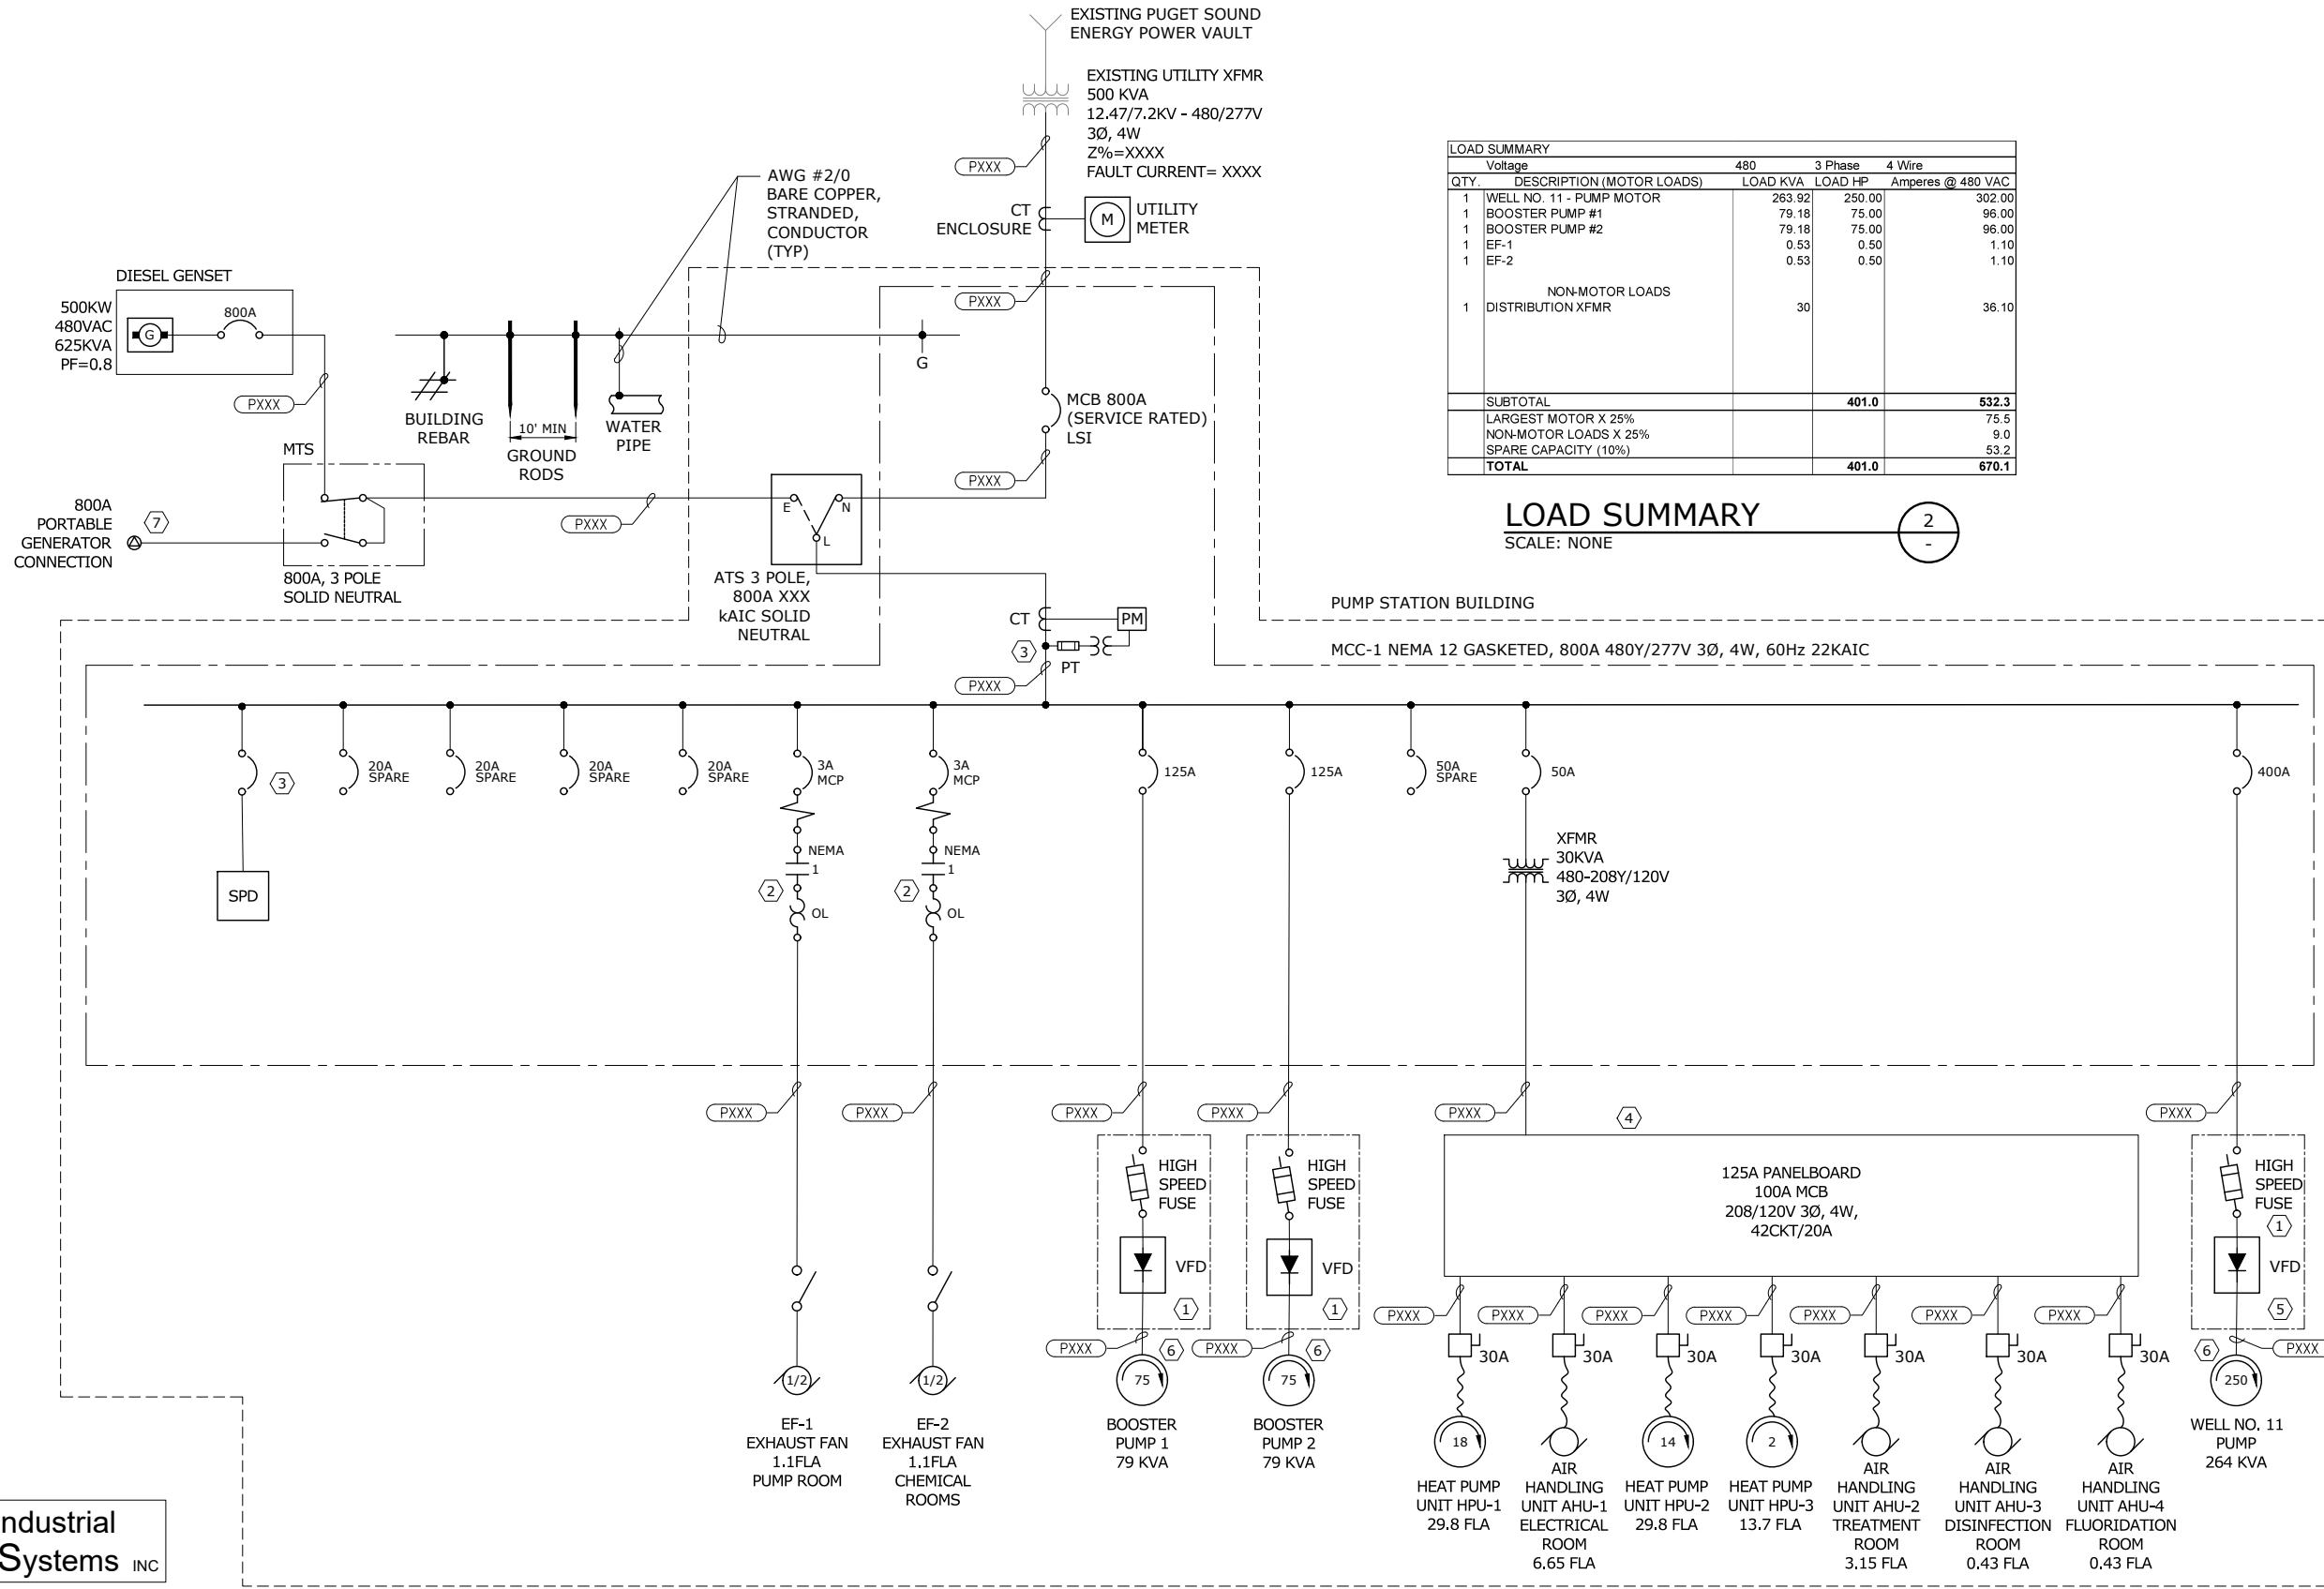 EXISTING PUGET SOUND
ENERGY POWER VAULT
EXISTING UTILITY XFMR
500 KVA
12.47/7.2KV - 480/277V
3Ø, 4W
Z%=XXXX
FAULT CURRENT= XXXX
PXXX
CT
ENCLOSURE
M
UTILITY
METER
AWG #2/0
BARE COPPER,
STRANDED,
CONDUCTOR
(TYP)
DIESEL GENSET
500KW
480VAC
625KVA
PF=0.8
G
800A
PXXX
BUILDING
REBAR
10' MIN
GROUND
RODS
WATER
PIPE
G
PXXX
MCB 800A
(SERVICE RATED)
LSI
PXXX
MTS
800A
PORTABLE
GENERATOR
CONNECTION
7
800A, 3 POLE
SOLID NEUTRAL
PXXX
E
N
L
ATS 3 POLE,
800A XXX
kAIC SOLID
NEUTRAL
CT
PM
3
PT
PXXX
LOAD SUMMARY
Voltage 480 3 Phase 4 Wire
QTY. DESCRIPTION (MOTOR LOADS) LOAD KVA LOAD HP Amperes @ 480 VAC
1 WELL NO. 11 - PUMP MOTOR 263.92 250.00 302.00
1 BOOSTER PUMP #1 79.18 75.00 96.00
1 BOOSTER PUMP #2 79.18 75.00 96.00
1 EF-1 0.53 0.50 1.10
1 EF-2 0.53 0.50 1.10
NON-MOTOR LOADS
1 DISTRIBUTION XFMR 30 36.10
SUBTOTAL 401.0 532.3
LARGEST MOTOR X 25% 75.5
NON-MOTOR LOADS X 25% 9.0
SPARE CAPACITY (10%) 53.2
TOTAL 401.0 670.1
LOAD SUMMARY
SCALE: NONE
2
-
PUMP STATION BUILDING
MCC-1 NEMA 12 GASKETED, 800A 480Y/277V 3Ø, 4W, 60Hz 22KAIC
3
SPD
20A
SPARE
20A
SPARE
20A
SPARE
20A
SPARE
3A
MCP
NEMA
1
2
OL
3A
MCP
NEMA
1
2
OL
125A
125A
50A
SPARE
50A
XFMR
30KVA
480-208Y/120V
3Ø, 4W
400A
PXXX
PXXX
PXXX
PXXX
PXXX
4
PXXX
HIGH
SPEED
FUSE
VFD
1
HIGH
SPEED
FUSE
VFD
1
125A PANELBOARD
100A MCB
208/120V 3Ø, 4W,
42CKT/20A
HIGH
SPEED
FUSE
1
VFD
5
PXXX
PXXX
PXXX
PXXX
PXXX
PXXX
PXXX
30A
30A
30A
30A
30A
30A
30A
PXXX
6
PXXX
6
6
PXXX
1/2
EF-1
EXHAUST FAN
1.1FLA
PUMP ROOM
1/2
EF-2
EXHAUST FAN
1.1FLA
CHEMICAL
ROOMS
75
BOOSTER
PUMP 1
79 KVA
75
BOOSTER
PUMP 2
79 KVA
18
HEAT PUMP
UNIT HPU-1
29.8 FLA
AIR
HANDLING
UNIT AHU-1
ELECTRICAL
ROOM
6.65 FLA
14
HEAT PUMP
UNIT HPU-2
29.8 FLA
2
HEAT PUMP
UNIT HPU-3
13.7 FLA
AIR
HANDLING
UNIT AHU-2
TREATMENT
ROOM
3.15 FLA
AIR
HANDLING
UNIT AHU-3
DISINFECTION
ROOM
0.43 FLA
AIR
HANDLING
UNIT AHU-4
FLUORIDATION
ROOM
0.43 FLA
250
WELL NO. 11
PUMP
264 KVA
ndustrial
Systems INC